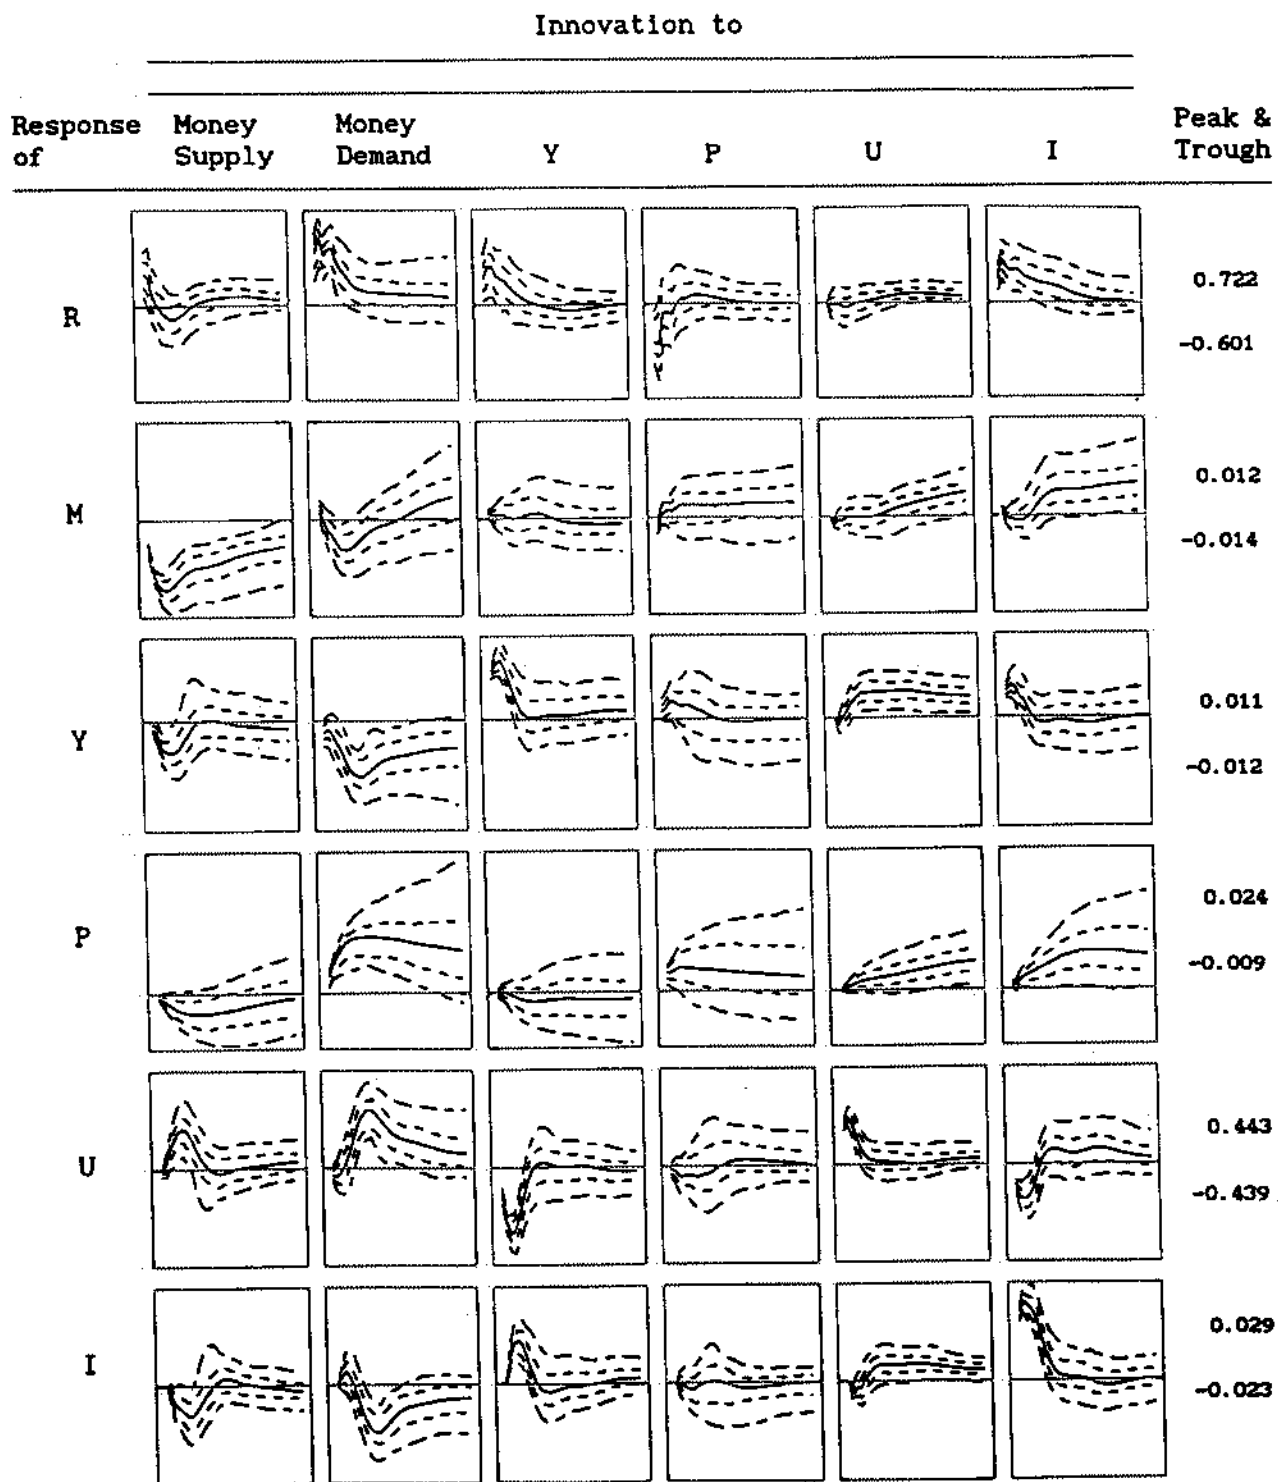 Innovation to
Response Money Money Peak &
of Supply Demand Y P U I Trough
R 0.722
-0.601
M 0.012
-0.014
Y 0.011
-0.012
P 0.024
-0.009
U 0.443
-0.439
I 0.029
-0.023